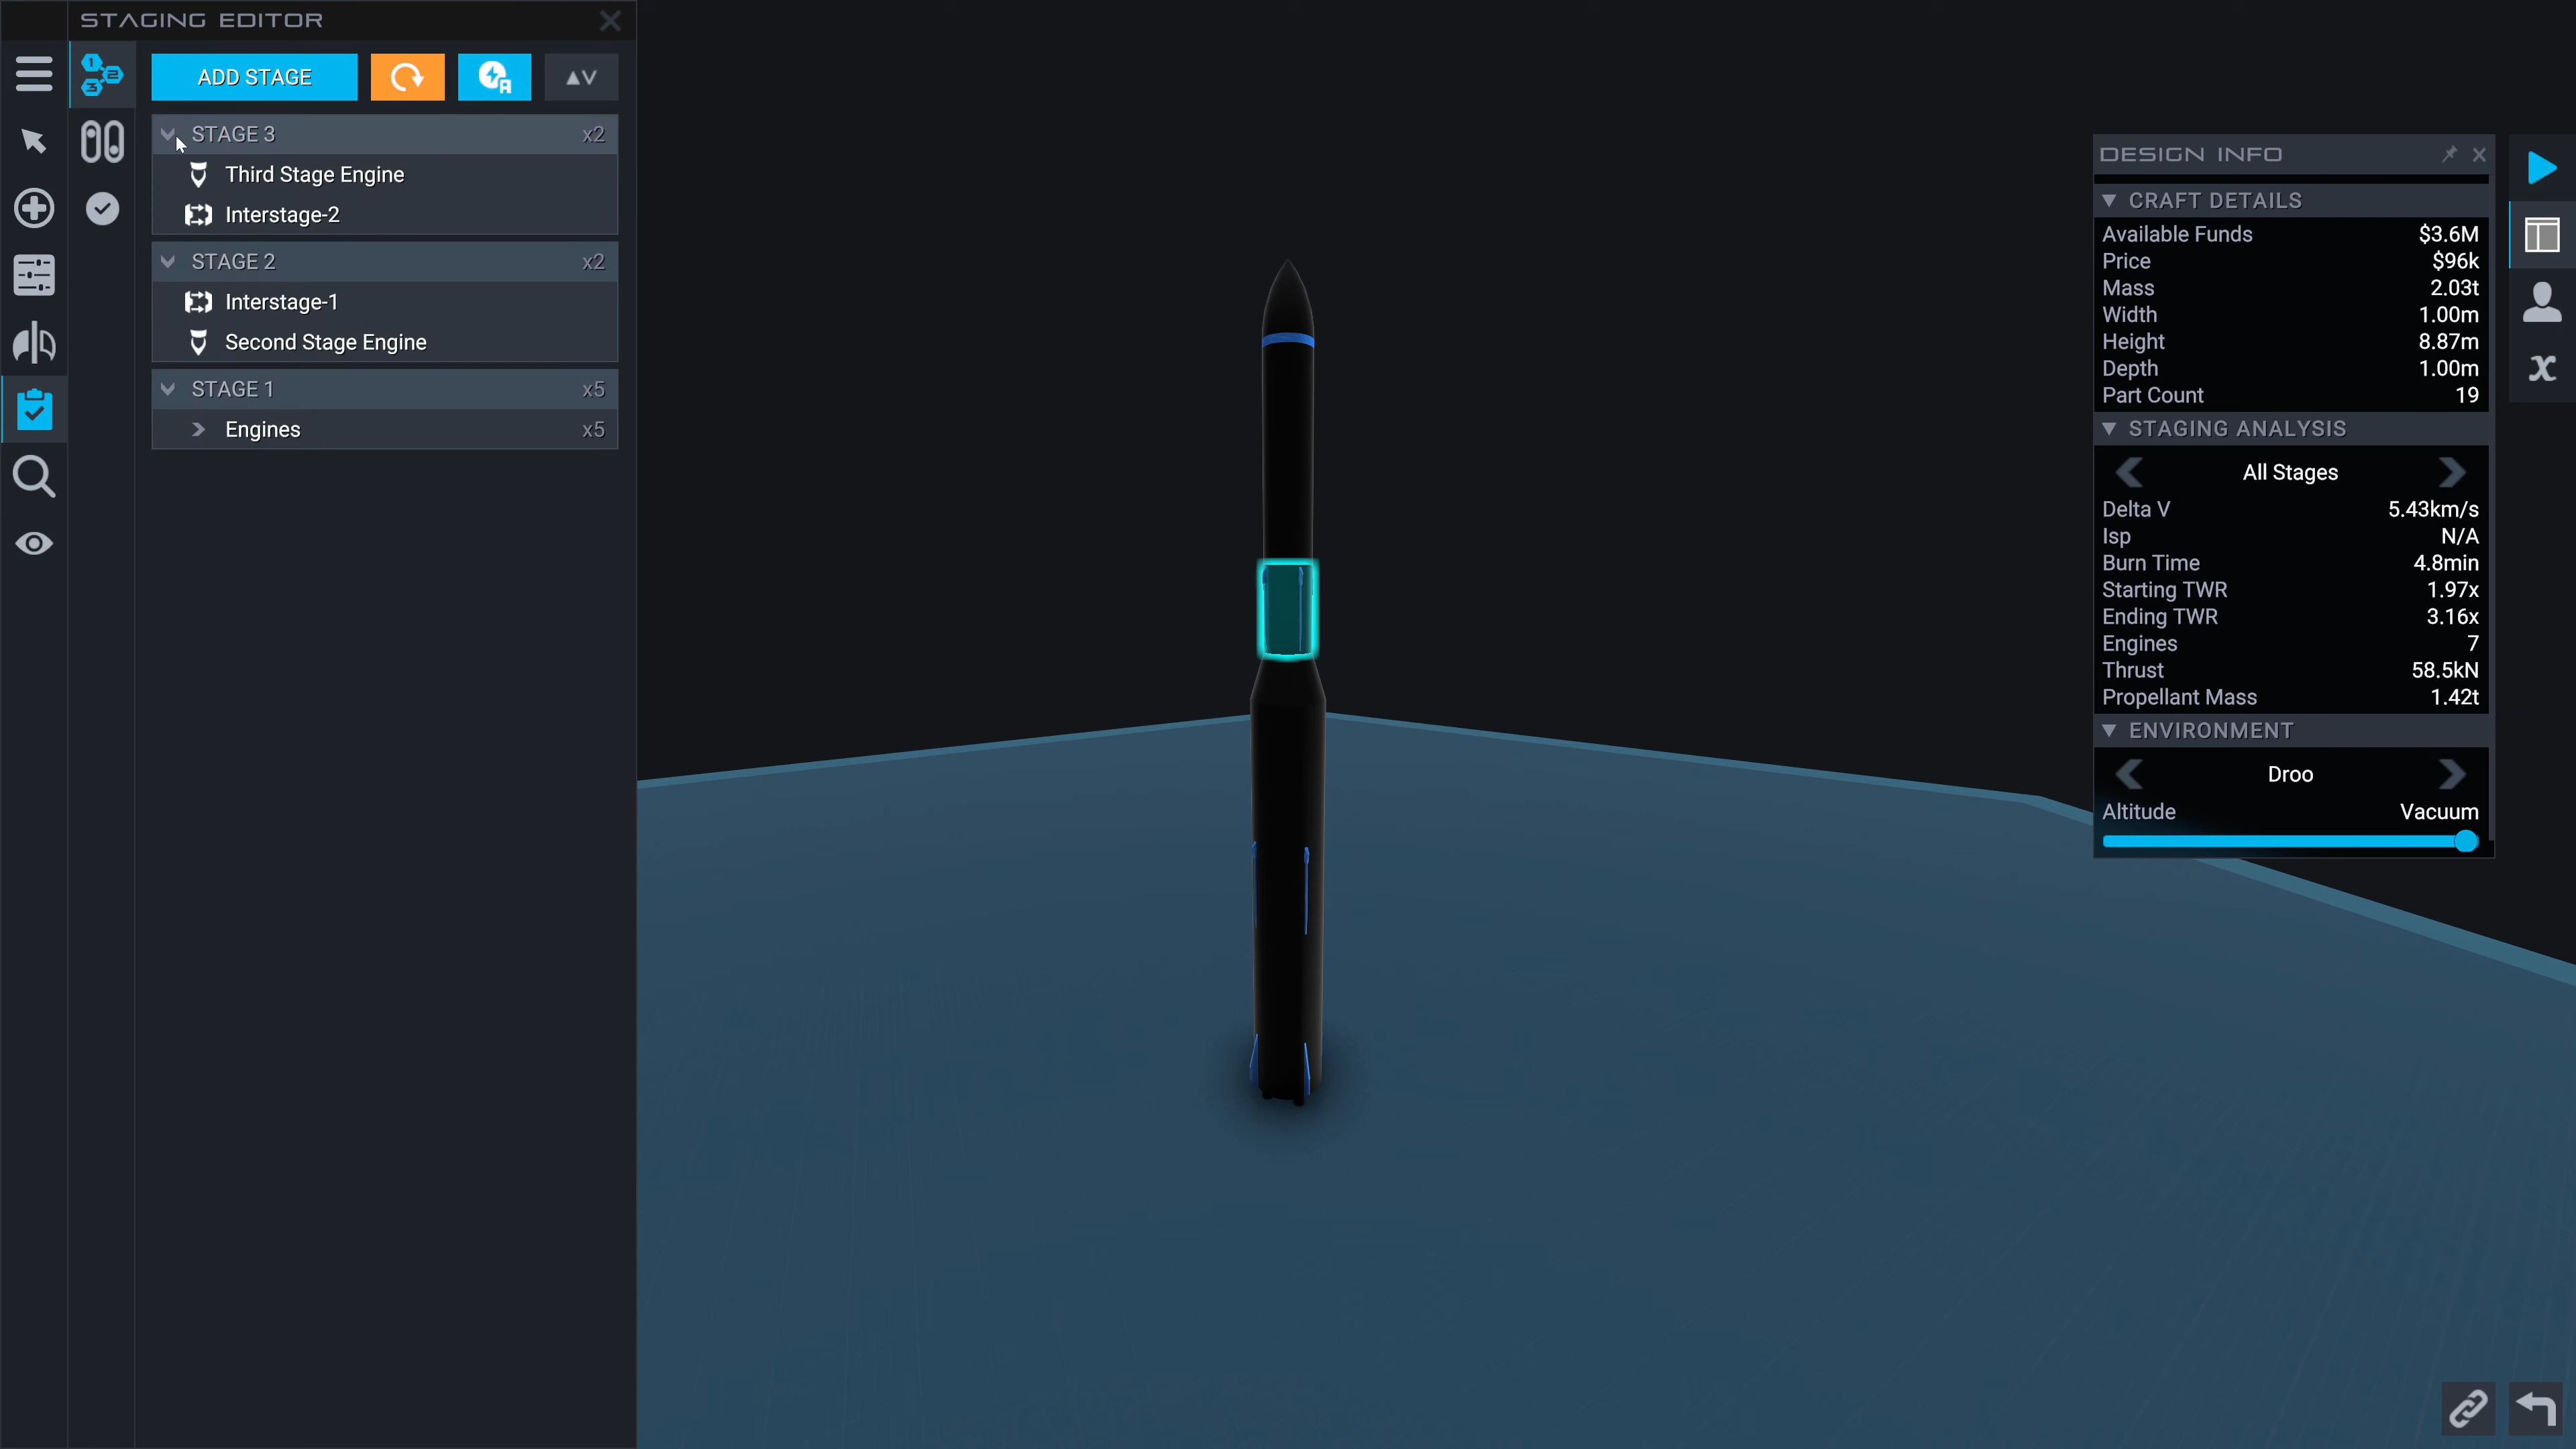 STAGING EDITOR
ADD STAGE
STAGE 3 x2
Third Stage Engine
Interstage-2
STAGE 2 x2
Interstage-1
Second Stage Engine
STAGE 1 x5
Engines x5
DESIGN INFO
CRAFT DETAILS
Available Funds $3.6M
Price $96k
Mass 2.03t
Width 1.00m
Height 8.87m
Depth 1.00m
Part Count 19
STAGING ANALYSIS
All Stages
Delta V 5.43km/s
Isp N/A
Burn Time 4.8min
Starting TWR 1.97x
Ending TWR 3.16x
Engines 7
Thrust 58.5kN
Propellant Mass 1.42t
ENVIRONMENT
Droo
Altitude Vacuum